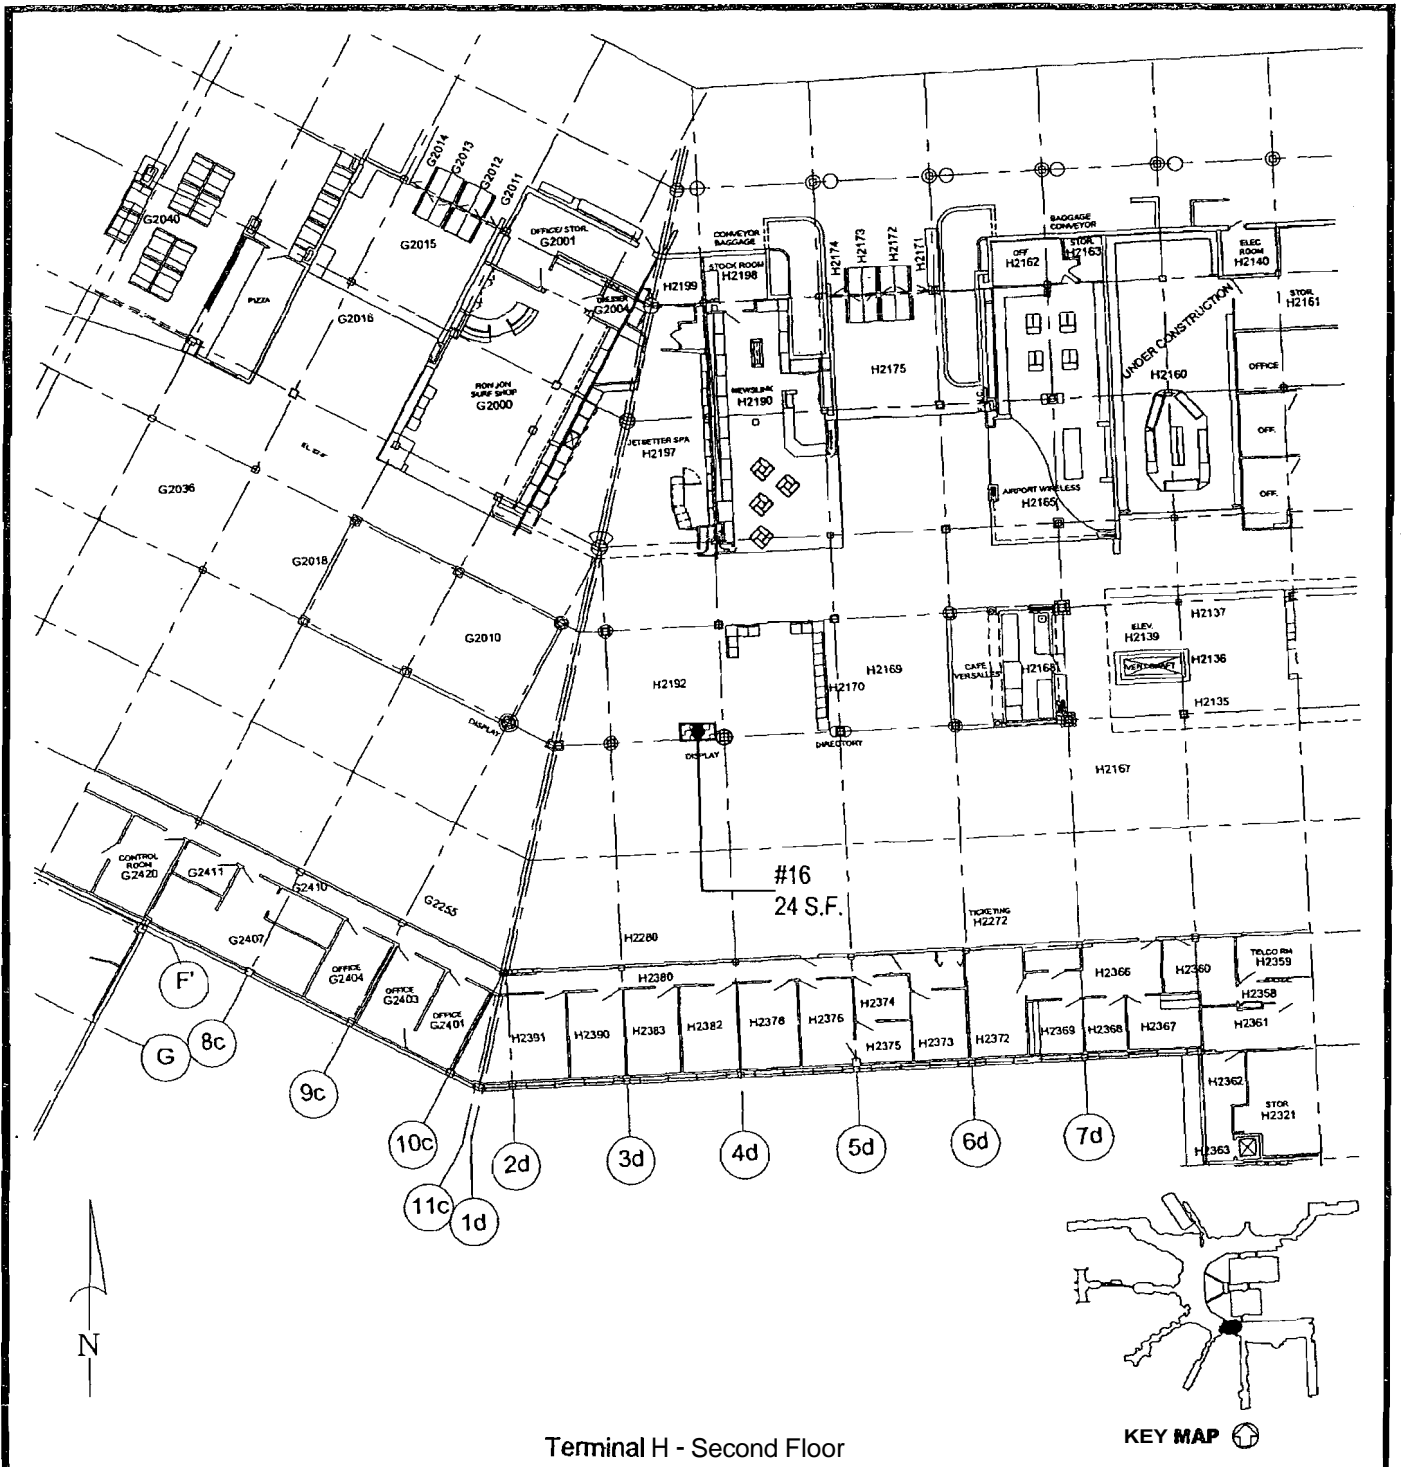 G2014
G2013
G2012
G2011
G2040
G2015
OFFICE/ STOR.
G2001
PIZZA
G2016
DRESSER
G2004
RON JON
SURF SHOP
G2000
G2036
G2018
G2010
DISPLAY
CONVEYOR
BAGGAGE
STOCK ROOM
H2198
H2199
H2174
H2173
H2172
H2171
BAGGAGE
CONVEYOR
OFF
H2162
STOR.
H2163
ELEC
ROOM
H2140
STOR.
H2161
UNDER CONSTRUCTION
H2160
OFFICE
OFF.
OFF.
H2175
NEWSLINK
H2190
JETSETTER SPA
H2197
AIRPORT WIRELESS
H2165
H2192
H2170
H2169
CAFE
VERSALLES
H2168
ELEV.
H2139
VENT SHAFT
H2137
H2136
H2135
DISPLAY
DIRECTORY
H2167
#16
24 S.F.
TICKETING
H2272
CONTROL
ROOM
G2420
G2411
G2410
G2255
G2407
OFFICE
G2404
OFFICE
G2403
OFFICE
G2401
H2280
H2380
H2391
H2390
H2383
H2382
H2378
H2376
H2374
H2375
H2373
H2372
H2369
H2368
H2367
H2366
H2360
TELCO RM
H2359
H2358
H2361
H2362
STOR
H2321
H2363
F'
G
8c
9c
10c
11c
1d
2d
3d
4d
5d
6d
7d
N
KEY MAP
Terminal H - Second Floor